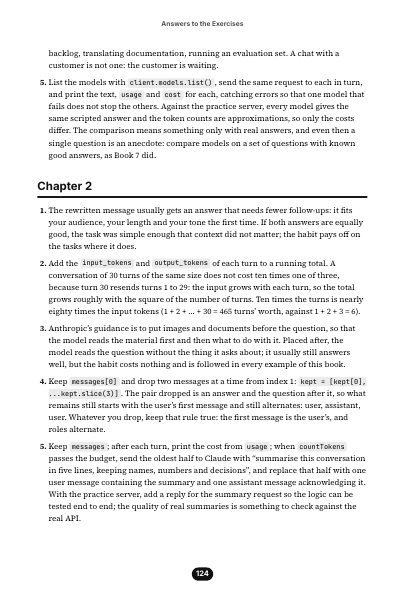 Answers to the Exercises
backlog, translating documentation, running an evaluation set. A chat with a
customer is not one: the customer is waiting.
5. List the models with client.models.list(), send the same request to each in turn,
and print the text, usage and cost for each, catching errors so that one model that
fails does not stop the others. Against the practice server, every model gives the
same scripted answer and the token counts are approximations, so only the costs
differ. The comparison means something only with real answers, and even then a
single question is an anecdote: compare models on a set of questions with known
good answers, as Book 7 did.
Chapter 2
1. The rewritten message usually gets an answer that needs fewer follow-ups: it fits
your audience, your length and your tone the first time. If both answers are equally
good, the task was simple enough that context did not matter; the habit pays off on
the tasks where it does.
2. Add the input_tokens and output_tokens of each turn to a running total. A
conversation of 30 turns of the same size does not cost ten times one of three,
because turn 30 resends turns 1 to 29: the input grows with each turn, so the total
grows roughly with the square of the number of turns. Ten times the turns is nearly
eighty times the input tokens (1 + 2 + ... + 30 = 465 turns' worth, against 1 + 2 + 3 = 6).
3. Anthropic's guidance is to put images and documents before the question, so that
the model reads the material first and then what to do with it. Placed after, the
model reads the question without the thing it asks about; it usually still answers
well, but the habit costs nothing and is followed in every example of this book.
4. Keep messages[0] and drop two messages at a time from index 1: kept = [kept[0],
...kept.slice(3)]. The pair dropped is an answer and the question after it, so what
remains still starts with the user's first message and still alternates: user, assistant,
user. Whatever you drop, keep that rule true: the first message is the user's, and
roles alternate.
5. Keep messages; after each turn, print the cost from usage; when countTokens
passes the budget, send the oldest half to Claude with "summarise this conversation
in five lines, keeping names, numbers and decisions", and replace that half with one
user message containing the summary and one assistant message acknowledging it.
With the practice server, add a reply for the summary request so the logic can be
tested end to end; the quality of real summaries is something to check against the
real API.
124